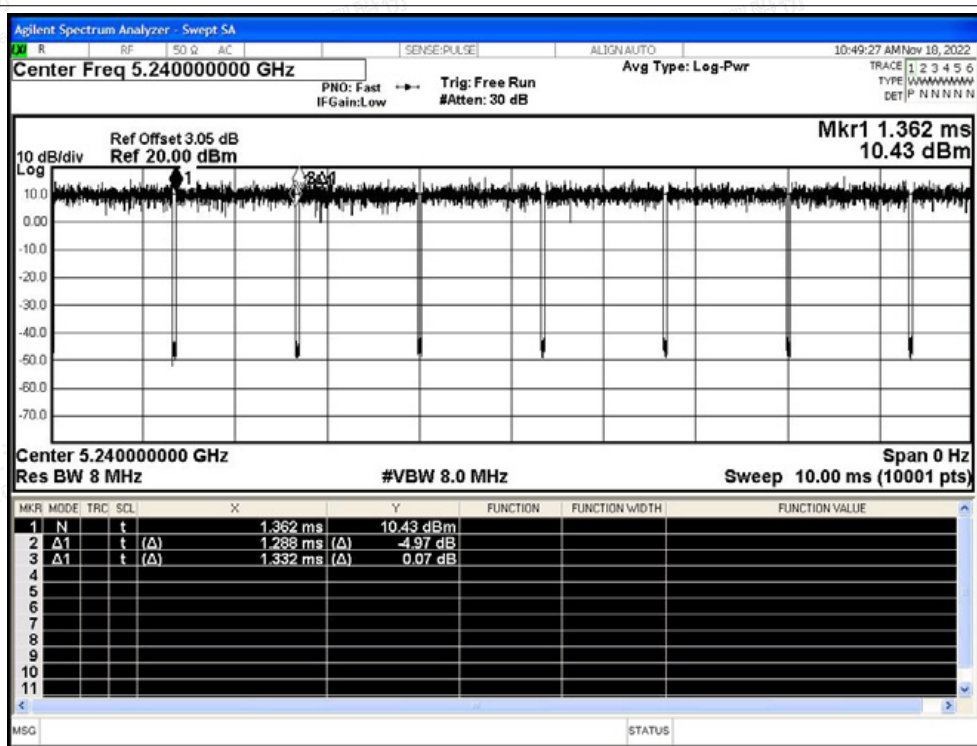 Agilent Spectrum Analyzer - Swept SA
R RF 50 Ω AC SENSE:PULSE ALIGN AUTO 10:49:27 AM Nov 18, 2022
Center Freq 5.240000000 GHz
PNO: Fast
IFGain:Low
Trig: Free Run
#Atten: 30 dB
Avg Type: Log-Pwr
TRACE 1 2 3 4 5 6
TYPE WWWWWW
DET P N N N N N
Mkr1 1.362 ms
10.43 dBm
Ref Offset 3.05 dB
10 dB/div Ref 20.00 dBm
Log
1
3Δ1
10.0
0.00
-10.0
-20.0
-30.0
-40.0
-50.0
-60.0
-70.0
Center 5.240000000 GHz Span 0 Hz
Res BW 8 MHz #VBW 8.0 MHz Sweep 10.00 ms (10001 pts)
MKR MODE TRC SCL X Y FUNCTION FUNCTION WIDTH FUNCTION VALUE
1 N t 1.362 ms 10.43 dBm
2 Δ1 t (Δ) 1.288 ms (Δ) -4.97 dB
3 Δ1 t (Δ) 1.332 ms (Δ) 0.07 dB
4
5
6
7
8
9
10
11
MSG STATUS